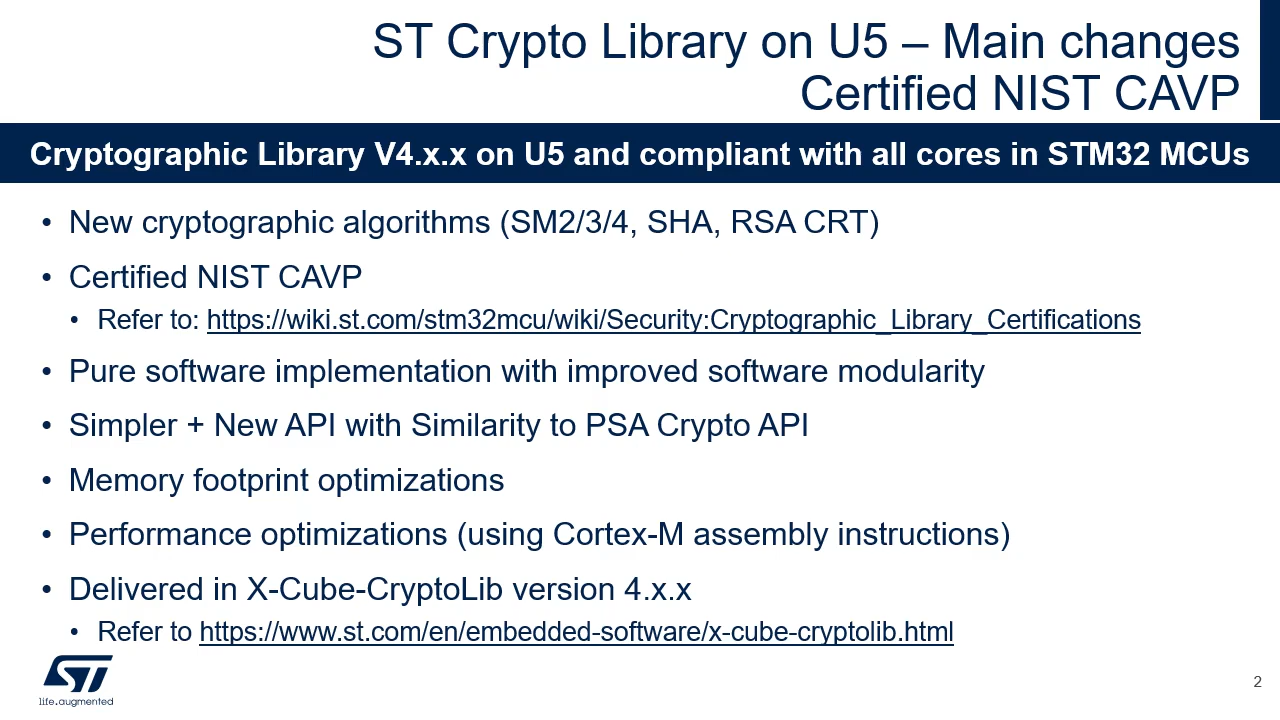 ST Crypto Library on U5 – Main changes
Certified NIST CAVP
Cryptographic Library V4.x.x on U5 and compliant with all cores in STM32 MCUs
• New cryptographic algorithms (SM2/3/4, SHA, RSA CRT)
• Certified NIST CAVP
• Refer to: https://wiki.st.com/stm32mcu/wiki/Security:Cryptographic_Library_Certifications
• Pure software implementation with improved software modularity
• Simpler + New API with Similarity to PSA Crypto API
• Memory footprint optimizations
• Performance optimizations (using Cortex-M assembly instructions)
• Delivered in X-Cube-CryptoLib version 4.x.x
• Refer to https://www.st.com/en/embedded-software/x-cube-cryptolib.html
ST
life.augmented
2